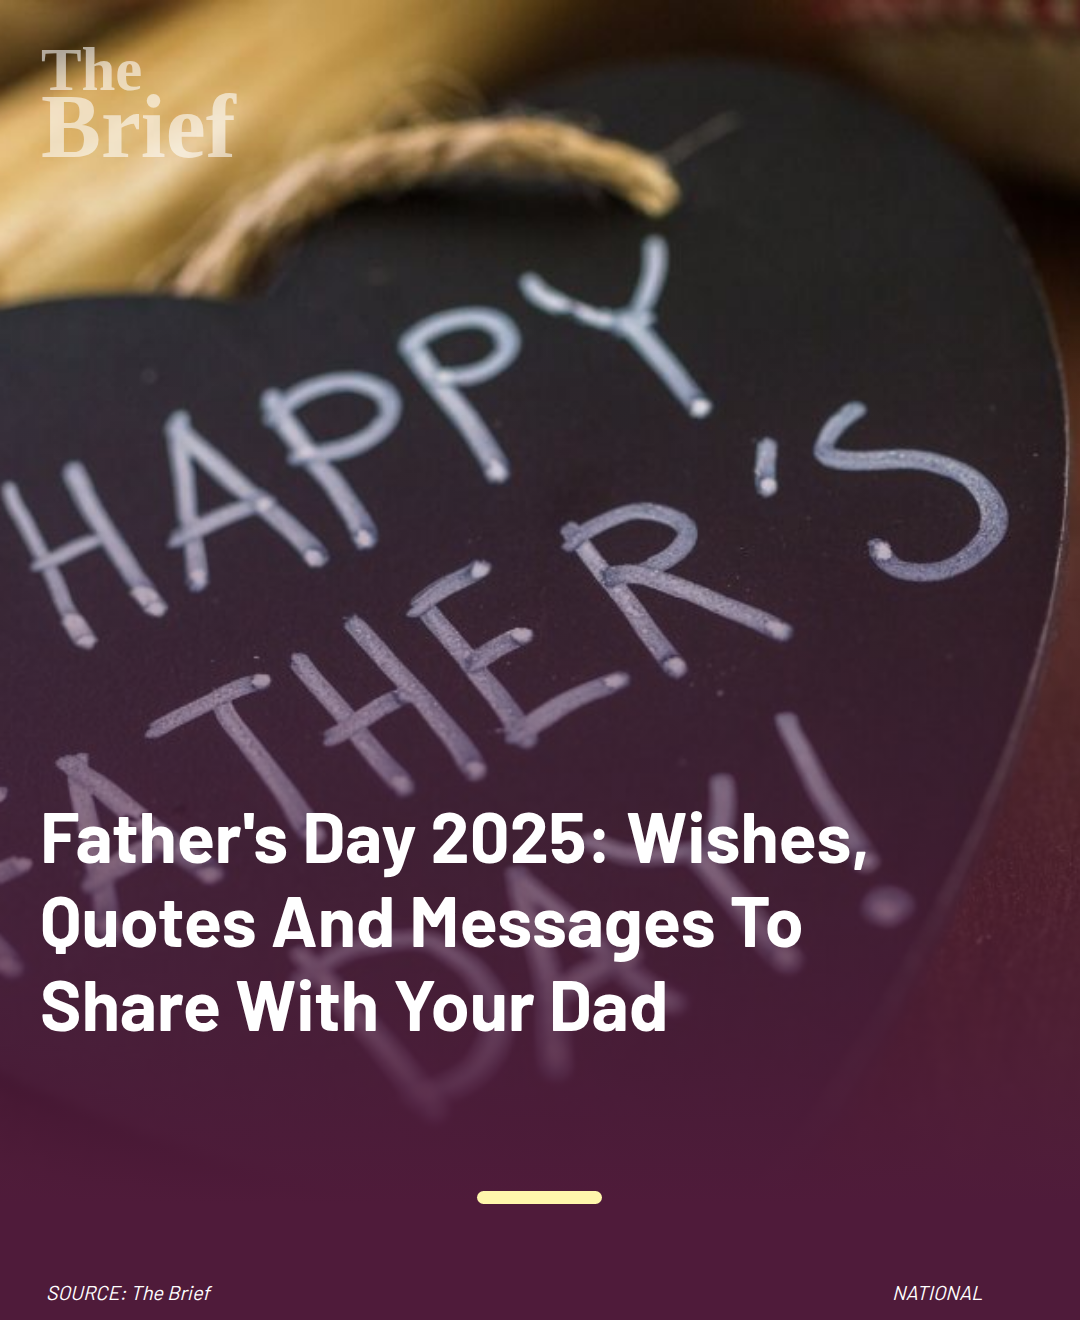 The
Brief
HAPPY
FATHER'S
DAY!
Father's Day 2025: Wishes,
Quotes And Messages To
Share With Your Dad
SOURCE: The Brief
NATIONAL